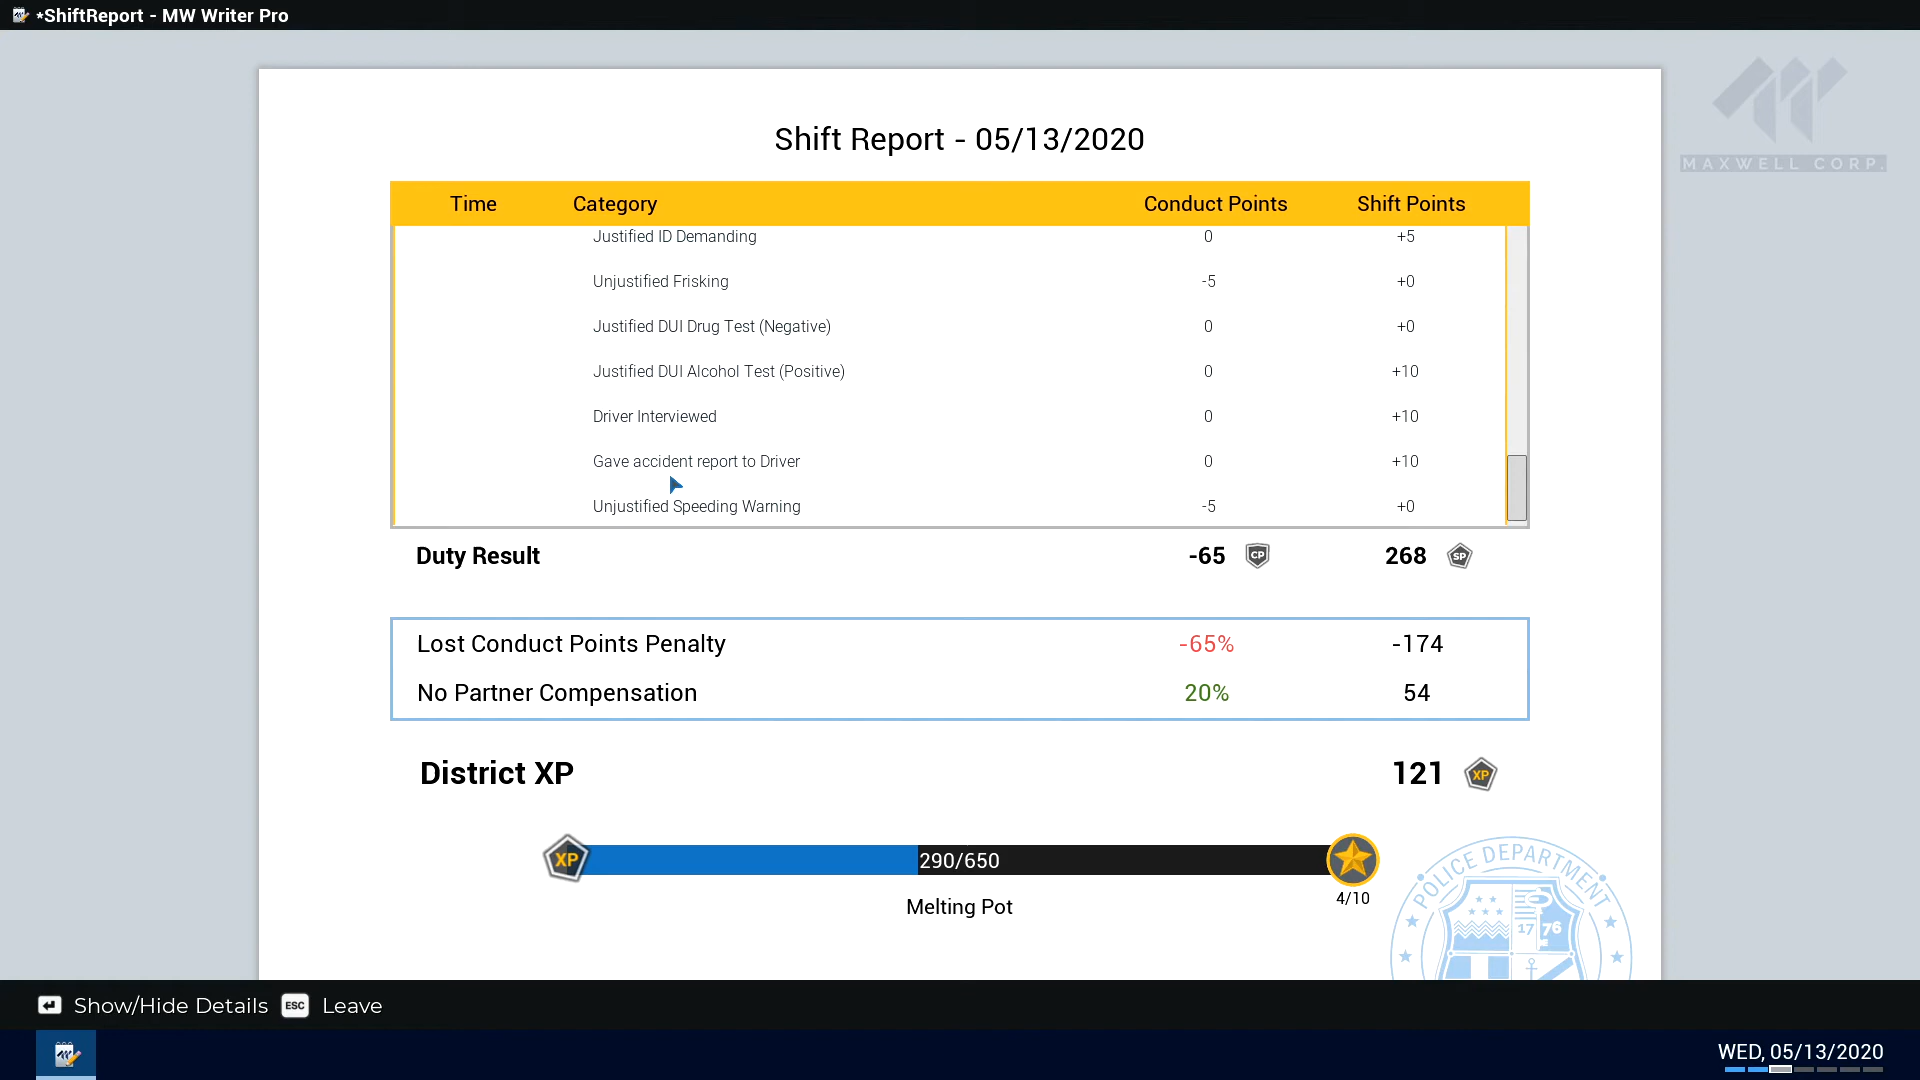 *ShiftReport - MW Writer Pro
MAXWELL CORP.
Shift Report - 05/13/2020
Time Category Conduct Points Shift Points
Justified ID Demanding 0 +5
Unjustified Frisking -5 +0
Justified DUI Drug Test (Negative) 0 +0
Justified DUI Alcohol Test (Positive) 0 +10
Driver Interviewed 0 +10
Gave accident report to Driver 0 +10
Unjustified Speeding Warning -5 +0
Duty Result -65 CP 268 SP
Lost Conduct Points Penalty -65% -174
No Partner Compensation 20% 54
District XP 121 XP
XP 290/650
4/10
Melting Pot
POLICE DEPARTMENT
17 76
Show/Hide Details ESC Leave
WED, 05/13/2020